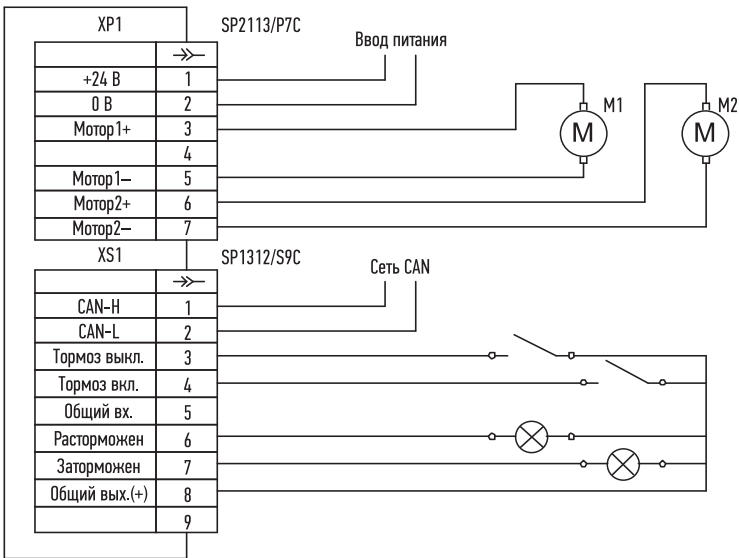 XP1 SP2113/P7C
Ввод питания
+24 В 1
0 В 2
Мотор1+ 3
4
Мотор1– 5
Мотор2+ 6
Мотор2– 7
M1
M
M2
M
XS1 SP1312/S9C
Сеть CAN
CAN-H 1
CAN-L 2
Тормоз выкл. 3
Тормоз вкл. 4
Общий вх. 5
Расторможен 6
Заторможен 7
Общий вых.(+) 8
9